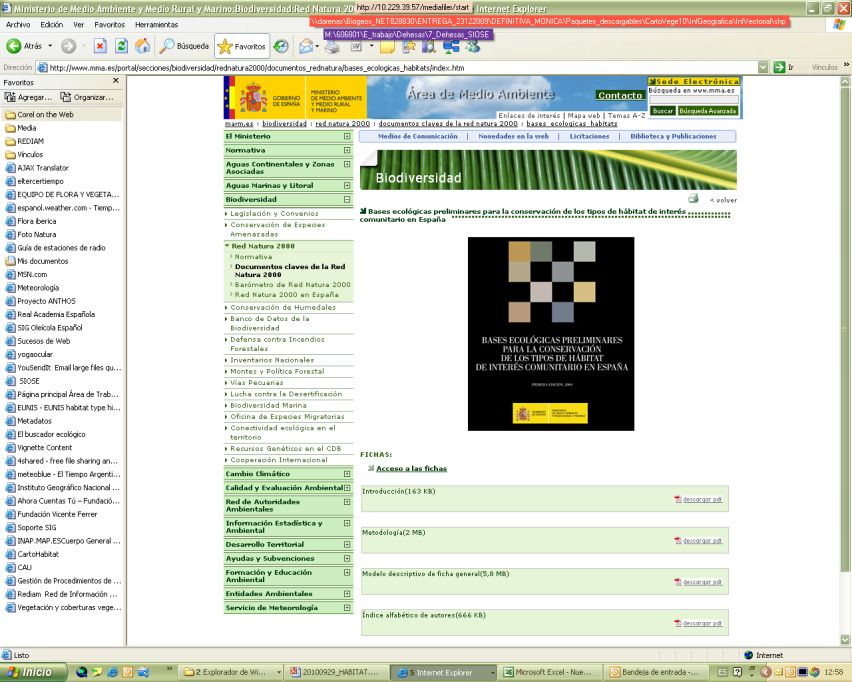 Ministerio de Medio Ambiente y Medio Rural y Marino:Biodiversidad:Red Natura 20
http://10.229.39.57/mediafiler/start
Internet Explorer
\\darenas\Biogeos_NET828930\ENTREGA_23122009\DEFINITIVA_MONICA\Paquetes_descargables\CartoVege10\InfGeografica\InfVectorial\shp
Archivo Edición Ver Favoritos Herramientas
M:\606801\E_trabajo\Dehesas\7_Dehesas_SIOSE
Atrás Búsqueda Favoritos
Dirección http://www.mma.es/portal/secciones/biodiversidad/rednatura2000/documentos_rednatura/bases_ecologicas_habitats/index.htm Ir Vínculos
Favoritos
Agregar... Organizar...
Corel on the Web
Media
REDIAM
Vínculos
AJAX Translator
eltercertiempo
EQUIPO DE FLORA Y VEGETA...
espanol.weather.com - Tiemp...
Flora iberica
Foto Natura
Guía de estaciones de radio
Mis documentos
MSN.com
Meteorología
Proyecto ANTHOS
Real Academia Española
SIG Oleícola Español
Sucesos de Web
yogaocular
YouSendIt Email large files qu...
SIOSE
Página principal Área de Trab...
EUNIS - EUNIS habitat type hi...
Metadatos
El buscador ecológico
Vignette Content
4shared - free file sharing an...
meteoblue - El Tiempo Argenti...
Instituto Geográfico Nacional ...
Ahora Cuentas Tú – Fundació...
Fundación Vicente Ferrer
Soporte SIG
INAP.MAP.ESCuerpo General ...
CartoHabitat
CAU
Gestión de Procedimientos de ...
Rediam Red de Información ...
Vegetación y coberturas vege...
GOBIERNO
DE ESPAÑA
MINISTERIO
DE MEDIO AMBIENTE
Y MEDIO RURAL
Y MARINO
Área de Medio Ambiente
Contacto
Sede Electrónica
Búsqueda en www.mma.es
Buscar Búsqueda Avanzada
Enlaces de interés | Mapa web | Temas A-Z
marm.es : biodiversidad : red natura 2000 : documentos claves de la red natura 2000 : bases ecologicas habitats
El Ministerio
Normativa
Aguas Continentales y Zonas
Asociadas
Aguas Marinas y Litoral
Biodiversidad
Legislación y Convenios
Conservación de Especies
Amenazadas
Red Natura 2000
Normativa
Documentos claves de la Red
Natura 2000
Barómetro de Red Natura 2000
Red Natura 2000 en España
Conservación de Humedales
Banco de Datos de la
Biodiversidad
Defensa contra Incendios
Forestales
Inventarios Nacionales
Montes y Política Forestal
Vías Pecuarias
Lucha contra la Desertificación
Biodiversidad Marina
Oficina de Especies Migratorias
Conectividad ecológica en el
territorio
Recursos Genéticos en el CDB
Cooperación Internacional
Cambio Climático
Calidad y Evaluación Ambiental
Red de Autoridades
Ambientales
Información Estadística y
Ambiental
Desarrollo Territorial
Ayudas y Subvenciones
Formación y Educación
Ambiental
Entidades Ambientales
Servicio de Meteorología
Medios de Comunicación | Novedades en la web | Licitaciones | Biblioteca y Publicaciones
Biodiversidad
< volver
Bases ecológicas preliminares para la conservación de los tipos de hábitat de interés
comunitario en España
BASES ECOLÓGICAS PRELIMINARES
PARA LA CONSERVACIÓN
DE LOS TIPOS DE HÁBITAT
DE INTERÉS COMUNITARIO EN ESPAÑA
PRIMERA EDICIÓN, 2009
FICHAS:
Acceso a las fichas
Introducción(163 KB)
descargar pdf
Metodología(2 MB)
descargar pdf
Modelo descriptivo de ficha general(5,8 MB)
descargar pdf
Índice alfabético de autores(666 KB)
descargar pdf
Listo Internet
Inicio 2 Explorador de Wi... 20100929_HABITAT.... 5 Internet Explorer Microsoft Excel - Nue... Bandeja de entrada -... ES 12:58